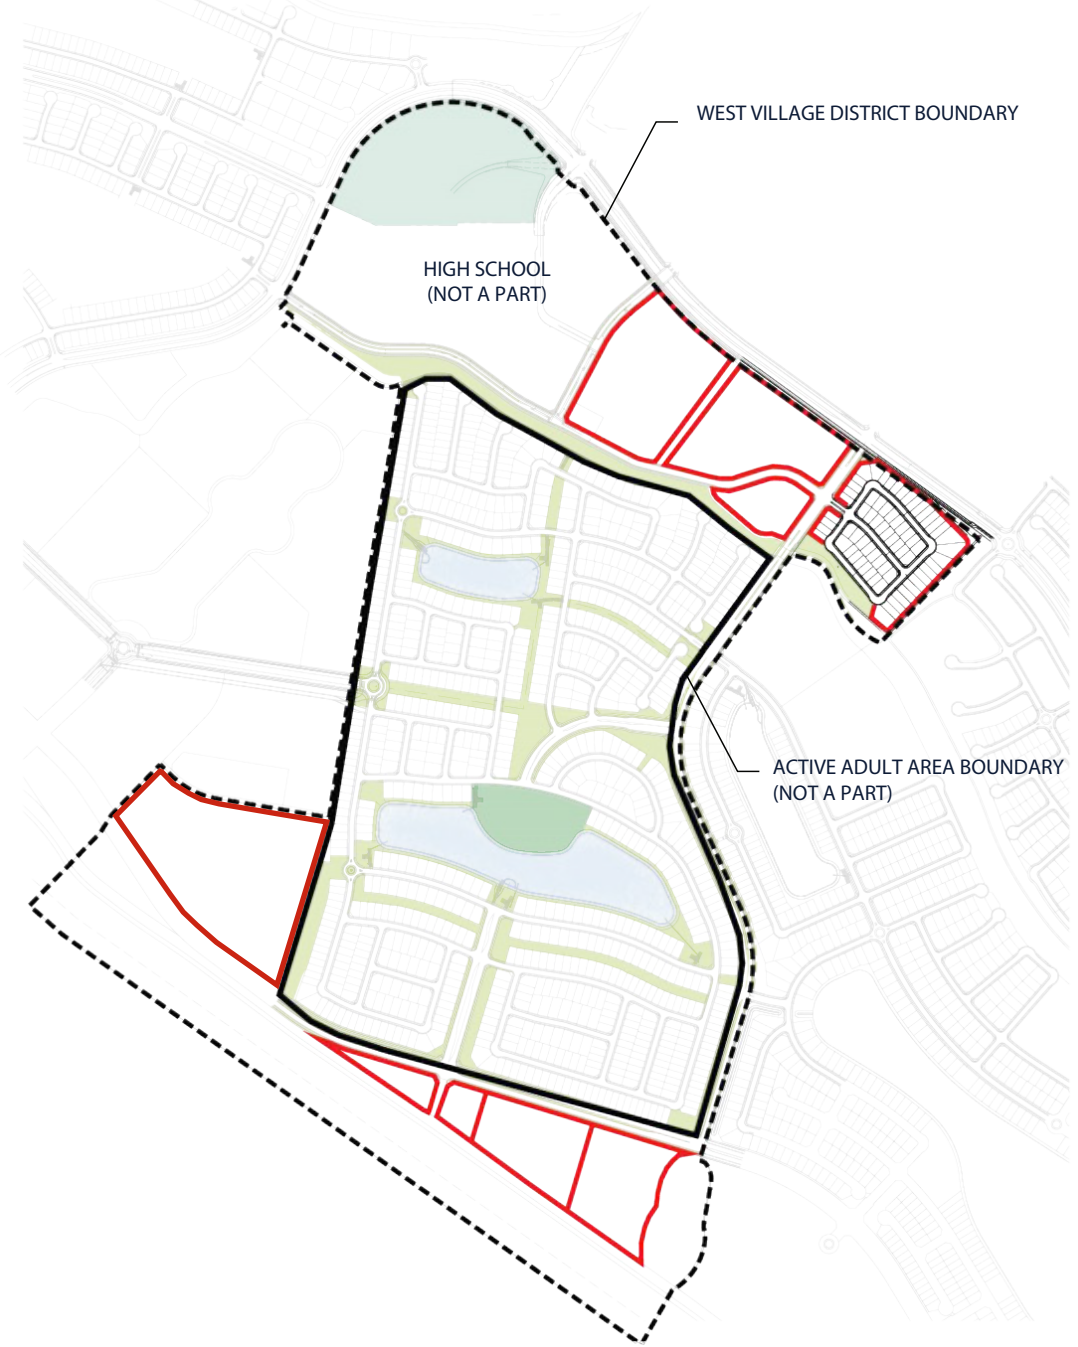 WEST VILLAGE DISTRICT BOUNDARY
HIGH SCHOOL
(NOT A PART)
ACTIVE ADULT AREA BOUNDARY
(NOT A PART)